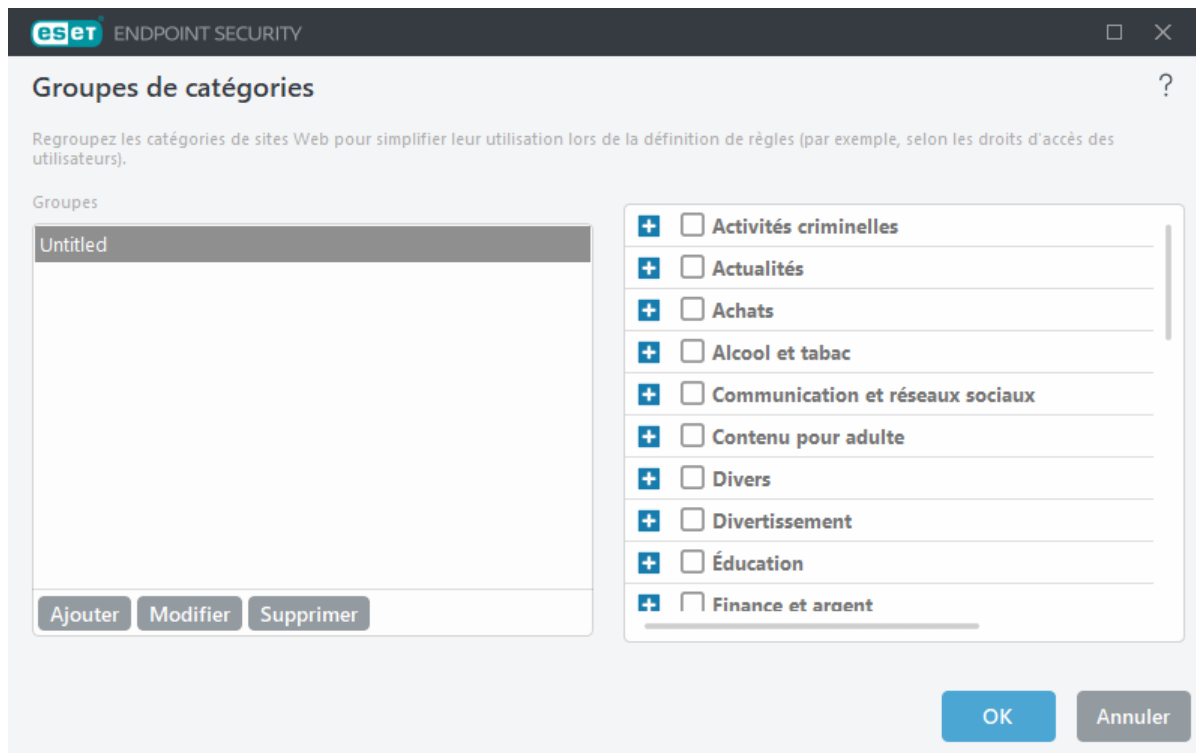 eset ENDPOINT SECURITY
Groupes de catégories
?
Regroupez les catégories de sites Web pour simplifier leur utilisation lors de la définition de règles (par exemple, selon les droits d'accès des
utilisateurs).
Groupes
Untitled
Ajouter Modifier Supprimer
Activités criminelles
Actualités
Achats
Alcool et tabac
Communication et réseaux sociaux
Contenu pour adulte
Divers
Divertissement
Éducation
Finance et argent
OK Annuler